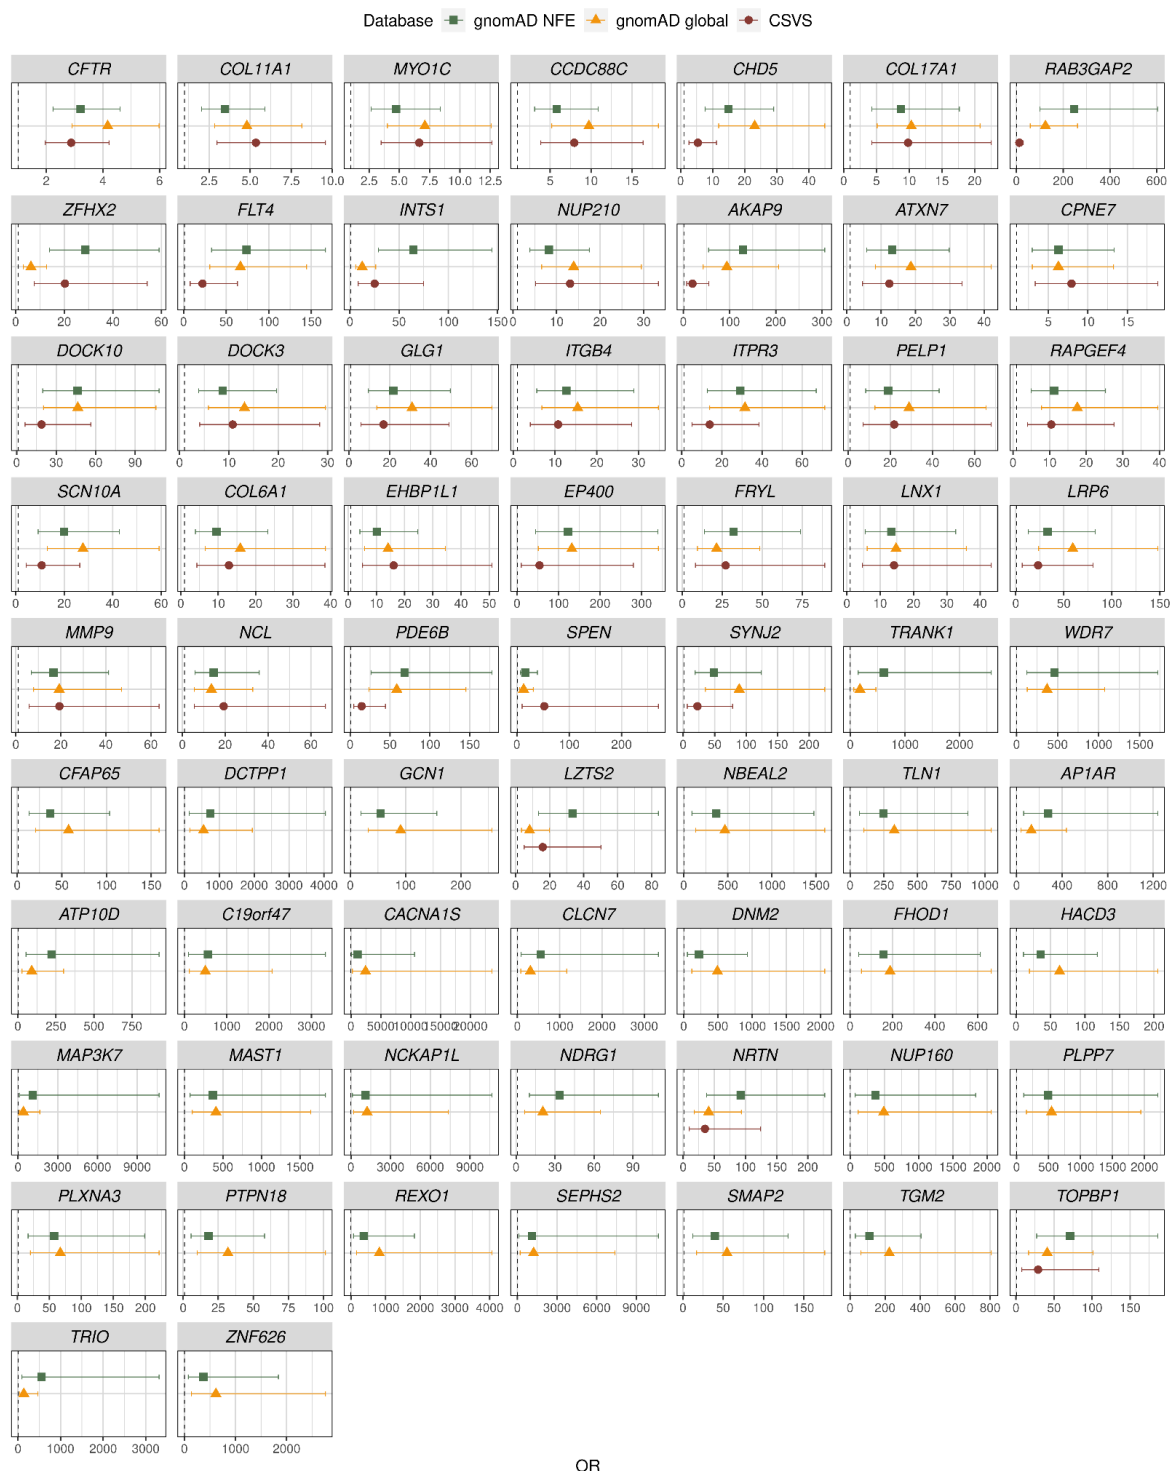 Database gnomAD NFE gnomAD global CSVS
CFTR COL11A1 MYO1C CCDC88C CHD5 COL17A1 RAB3GAP2
2 4 6 2.5 5.0 7.5 10.0 2.5 5.0 7.5 10.0 12.5 5 10 15 0 10 20 30 40 0 5 10 15 20 0 200 400 600
ZFHX2 FLT4 INTS1 NUP210 AKAP9 ATXN7 CPNE7
0 20 40 60 0 50 100 150 0 50 100 150 0 10 20 30 0 100 200 300 0 10 20 30 40 5 10 15
DOCK10 DOCK3 GLG1 ITGB4 ITPR3 PELP1 RAPGEF4
0 30 60 90 0 10 20 30 0 20 40 60 0 10 20 30 0 20 40 60 0 20 40 60 0 10 20 30 40
SCN10A COL6A1 EHBP1L1 EP400 FRYL LNX1 LRP6
0 20 40 60 0 10 20 30 40 0 10 20 30 40 50 0 100 200 300 0 25 50 75 0 10 20 30 40 0 50 100 150
MMP9 NCL PDE6B SPEN SYNJ2 TRANK1 WDR7
0 20 40 60 0 20 40 60 0 50 100 150 0 100 200 0 50 100 150 200 0 1000 2000 0 500 1000 1500
CFAP65 DCTPP1 GCN1 LZTS2 NBEAL2 TLN1 AP1AR
0 50 100 150 0 1000 2000 3000 4000 0 100 200 0 20 40 60 80 0 500 1000 1500 0 250 500 750 1000 0 400 800 1200
ATP10D C19orf47 CACNA1S CLCN7 DNM2 FHOD1 HACD3
0 250 500 750 0 1000 2000 3000 0 5000 10000 15000 20000 0 1000 2000 3000 0 500 1000 1500 2000 0 200 400 600 0 50 100 150 200
MAP3K7 MAST1 NCKAP1L NDRG1 NRTN NUP160 PLPP7
0 3000 6000 9000 0 500 1000 1500 0 3000 6000 9000 0 30 60 90 0 50 100 150 200 0 500 1000 1500 2000 0 500 1000 1500 2000
PLXNA3 PTPN18 REXO1 SEPHS2 SMAP2 TGM2 TOPBP1
0 50 100 150 200 0 25 50 75 100 0 1000 2000 3000 4000 0 3000 6000 9000 0 50 100 150 0 200 400 600 800 0 50 100 150
TRIO ZNF626
0 1000 2000 3000 0 1000 2000
OR